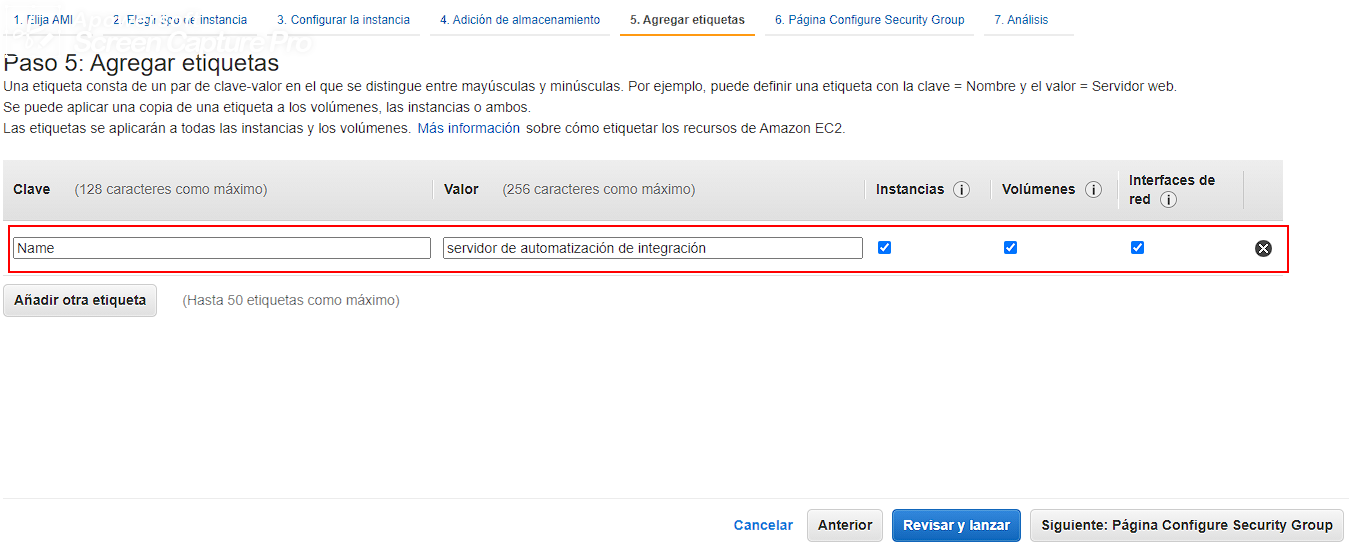 1. Elija AMI 2. Elegir tipo de instancia 3. Configurar la instancia 4. Adición de almacenamiento 5. Agregar etiquetas 6. Página Configure Security Group 7. Análisis
Screen Capture Pro
Paso 5: Agregar etiquetas
Una etiqueta consta de un par de clave-valor en el que se distingue entre mayúsculas y minúsculas. Por ejemplo, puede definir una etiqueta con la clave = Nombre y el valor = Servidor web.
Se puede aplicar una copia de una etiqueta a los volúmenes, las instancias o ambos.
Las etiquetas se aplicarán a todas las instancias y los volúmenes. Más información sobre cómo etiquetar los recursos de Amazon EC2.
Clave (128 caracteres como máximo) Valor (256 caracteres como máximo) Instancias i Volúmenes i Interfaces de
red i
Name servidor de automatización de integración
Añadir otra etiqueta (Hasta 50 etiquetas como máximo)
Cancelar Anterior Revisar y lanzar Siguiente: Página Configure Security Group